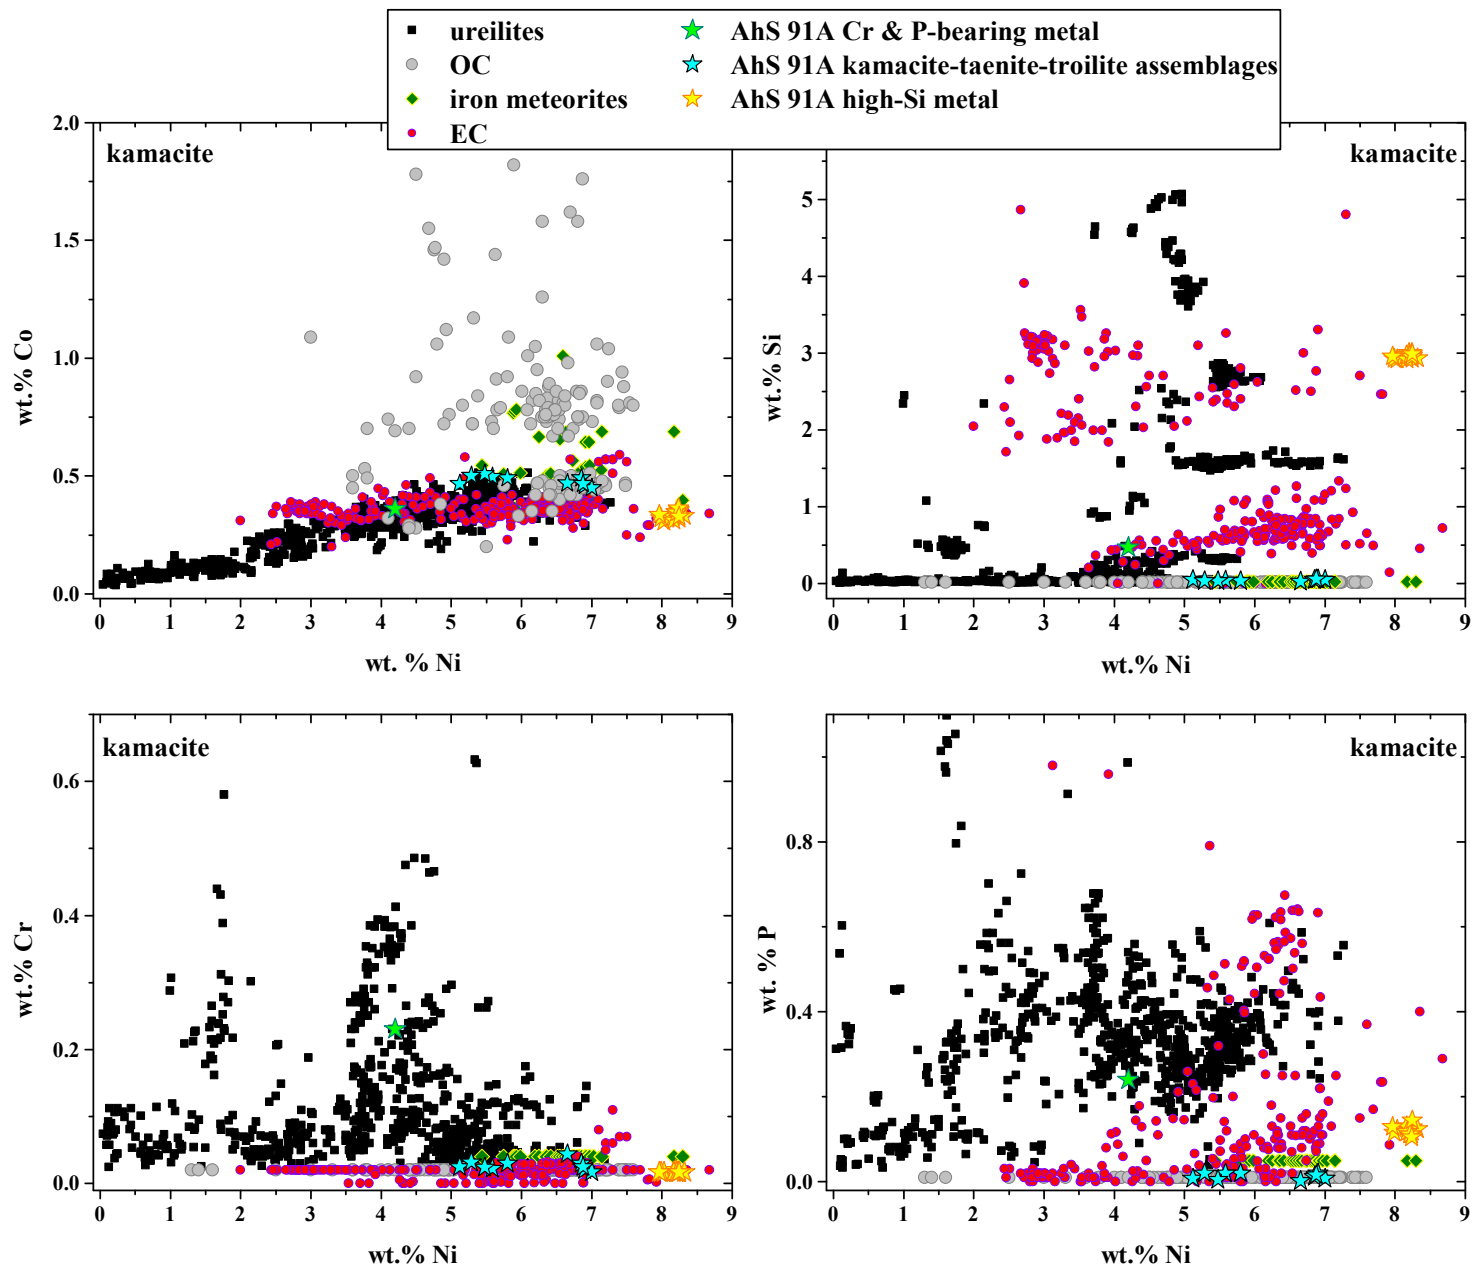 ureilites
OC
iron meteorites
EC
AhS 91A Cr & P-bearing metal
AhS 91A kamacite-taenite-troilite assemblages
AhS 91A high-Si metal
kamacite
2.0
1.5
1.0
0.5
0.0
wt.% Co
0 1 2 3 4 5 6 7 8 9
wt. % Ni
kamacite
5
4
3
2
1
0
wt.% Si
0 1 2 3 4 5 6 7 8 9
wt.% Ni
kamacite
0.6
0.4
0.2
0.0
wt.% Cr
0 1 2 3 4 5 6 7 8 9
wt.% Ni
kamacite
0.8
0.4
0.0
wt. % P
0 1 2 3 4 5 6 7 8 9
wt.% Ni